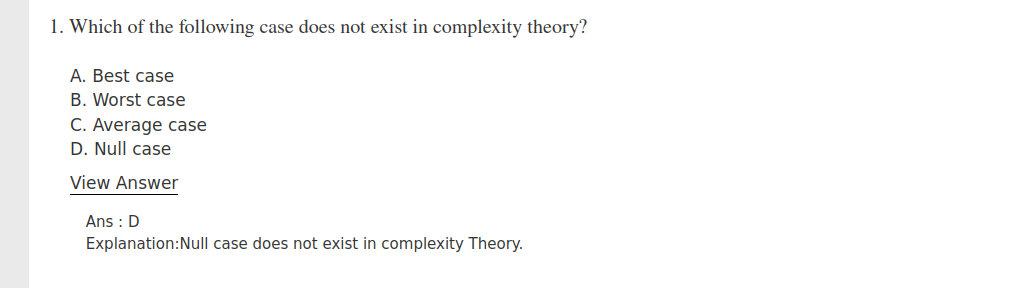 1. Which of the following case does not exist in complexity theory?
A. Best case
B. Worst case
C. Average case
D. Null case
View Answer
Ans : D
Explanation:Null case does not exist in complexity Theory.